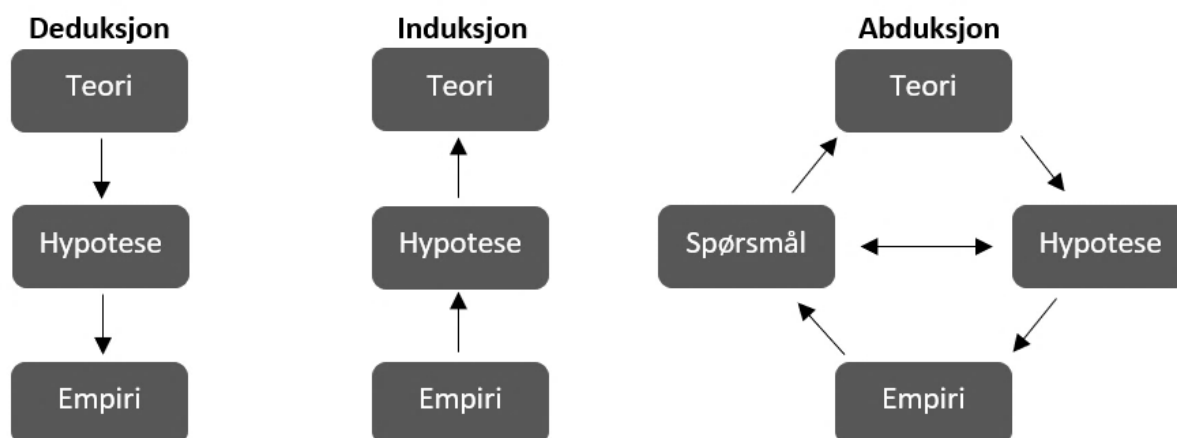 Deduksjon
Teori
Hypotese
Empiri
Induksjon
Teori
Hypotese
Empiri
Abduksjon
Teori
Spørsmål
Hypotese
Empiri